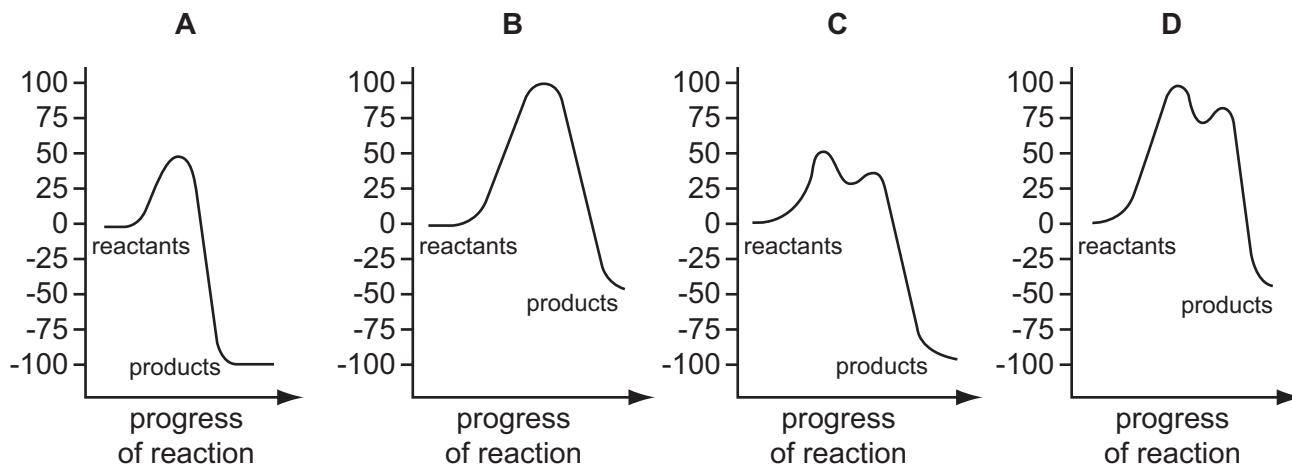 A B C D
100 100 100 100
75 75 75 75
50 50 50 50
25 25 25 25
0 0 0 0
reactants reactants reactants reactants
-25 -25 -25 -25
-50 -50 -50 -50
products products
-75 -75 -75 -75
-100 -100 -100 -100
products products
progress progress progress progress
of reaction of reaction of reaction of reaction